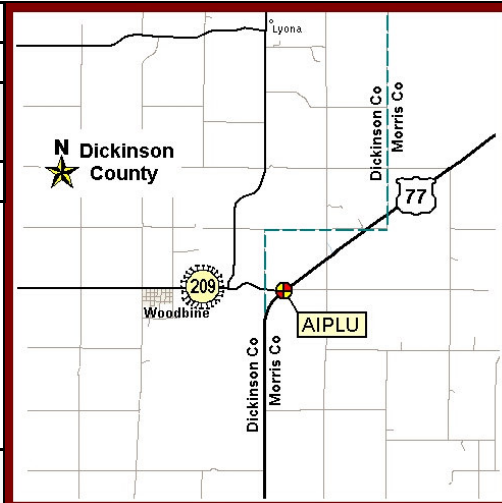 Lyona
Dickinson Co
Morris Co
N Dickinson
County
77
209
Woodbine
AIPLU
Dickinson Co
Morris Co